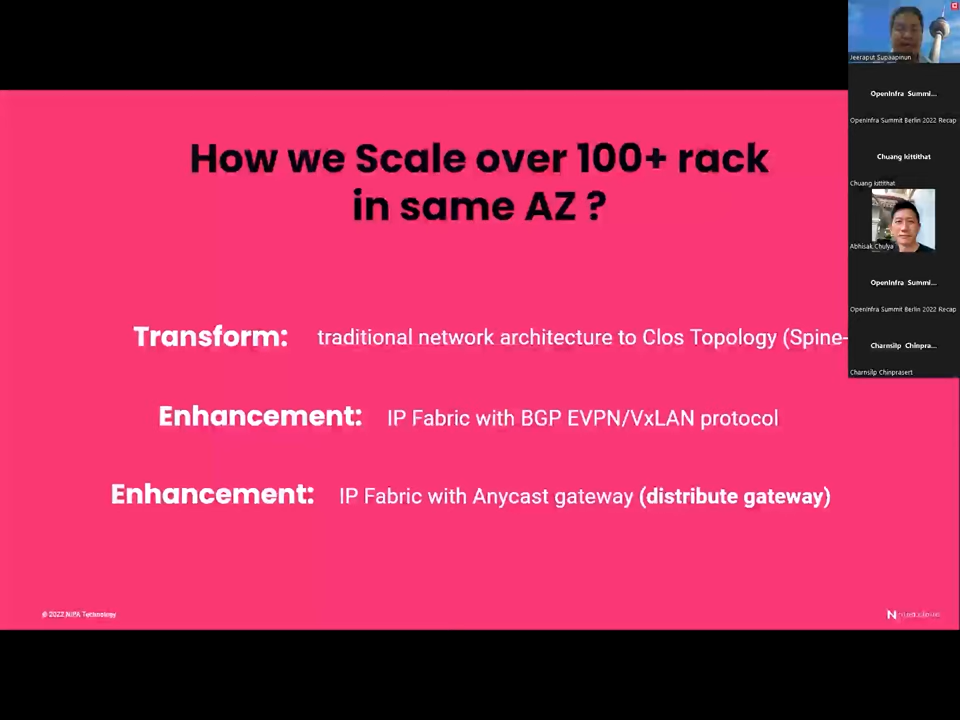 How we Scale over 100+ rack
in same AZ ?
Transform: traditional network architecture to Clos Topology (Spine-
Enhancement: IP Fabric with BGP EVPN/VxLAN protocol
Enhancement: IP Fabric with Anycast gateway (distribute gateway)
© 2022 NIPA Technology
Jeeraput Supaapinun
OpenInfra Summi...
OpenInfra Summit Berlin 2022 Recap
Chuang kittithat
Chuang kittithat
Abhisak Chulya
OpenInfra Summi...
OpenInfra Summit Berlin 2022 Recap
Charnsilp Chinpra...
Charnsilp Chinprasert